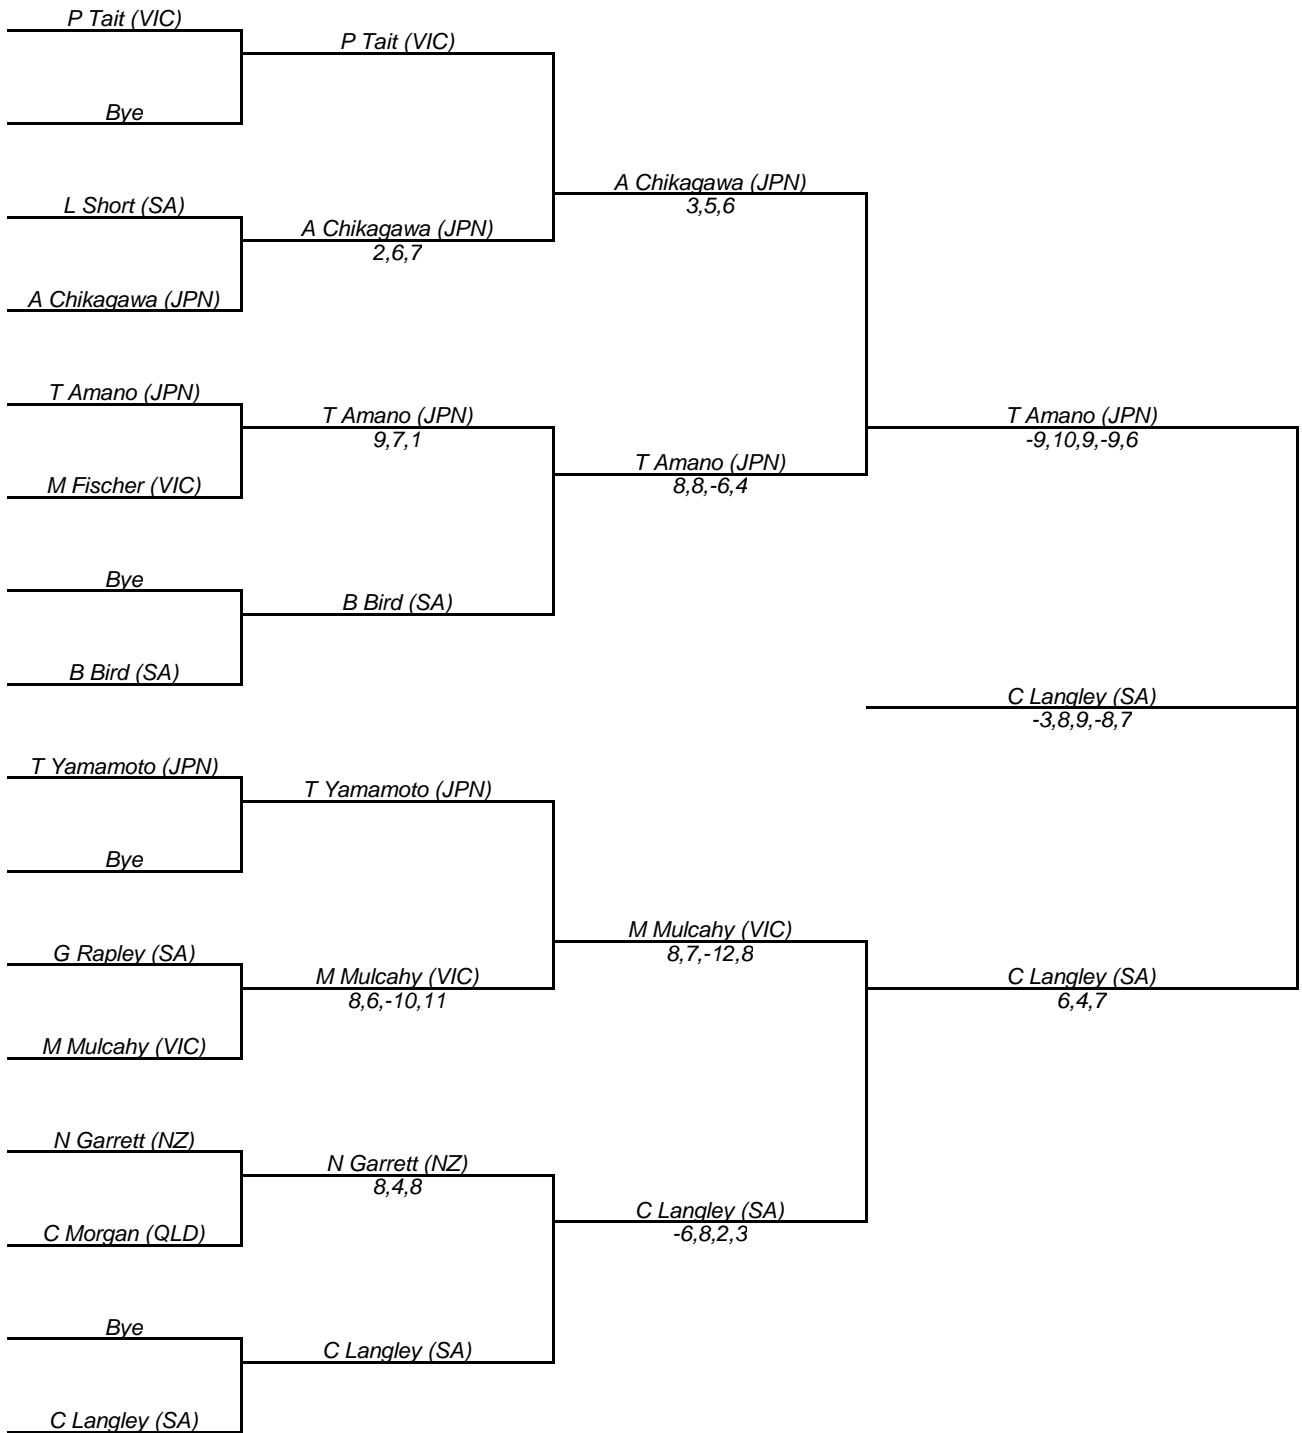 P Tait (VIC)
P Tait (VIC)
Bye
A Chikagawa (JPN)
3,5,6
L Short (SA)
A Chikagawa (JPN)
2,6,7
A Chikagawa (JPN)
T Amano (JPN)
T Amano (JPN)
9,7,1
T Amano (JPN)
-9,10,9,-9,6
T Amano (JPN)
8,8,-6,4
M Fischer (VIC)
Bye
B Bird (SA)
B Bird (SA)
C Langley (SA)
-3,8,9,-8,7
T Yamamoto (JPN)
T Yamamoto (JPN)
Bye
M Mulcahy (VIC)
8,7,-12,8
G Rapley (SA)
M Mulcahy (VIC)
8,6,-10,11
C Langley (SA)
6,4,7
M Mulcahy (VIC)
N Garrett (NZ)
N Garrett (NZ)
8,4,8
C Langley (SA)
-6,8,2,3
C Morgan (QLD)
Bye
C Langley (SA)
C Langley (SA)